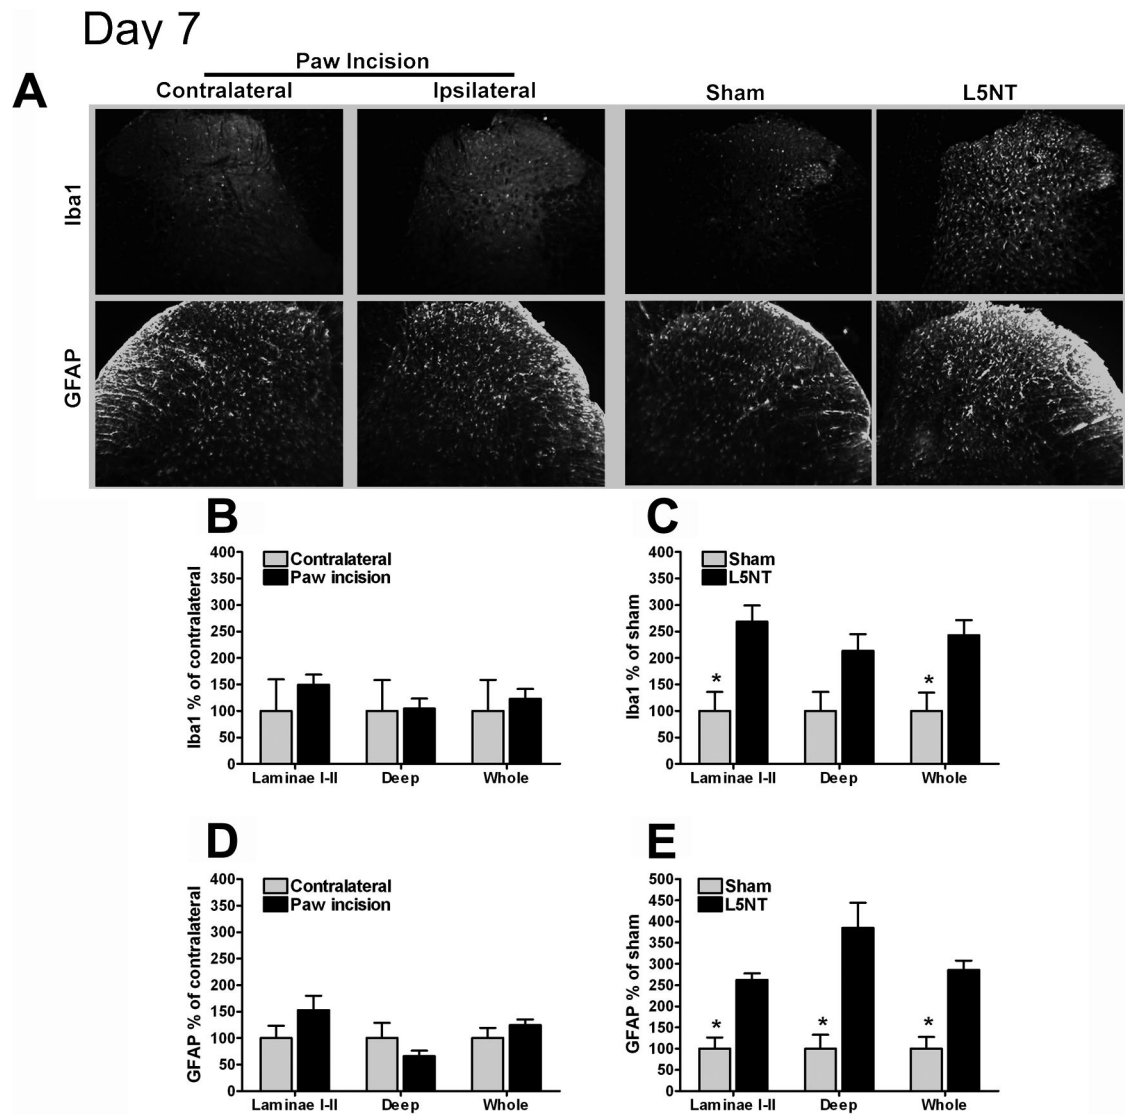 Day 7
A
Paw Incision
Contralateral Ipsilateral Sham L5NT
Iba1
GFAP
B
Iba1 % of contralateral
400
350
300
250
200
150
100
50
0
Contralateral
Paw incision
Laminae I-II Deep Whole
C
Iba1 % of sham
400
350
300
250
200
150
100
50
0
Sham
L5NT
* *
Laminae I-II Deep Whole
D
GFAP % of contralateral
400
350
300
250
200
150
100
50
0
Contralateral
Paw incision
Laminae I-II Deep Whole
E
GFAP % of sham
500
450
400
350
300
250
200
150
100
50
0
Sham
L5NT
* * *
Laminae I-II Deep Whole